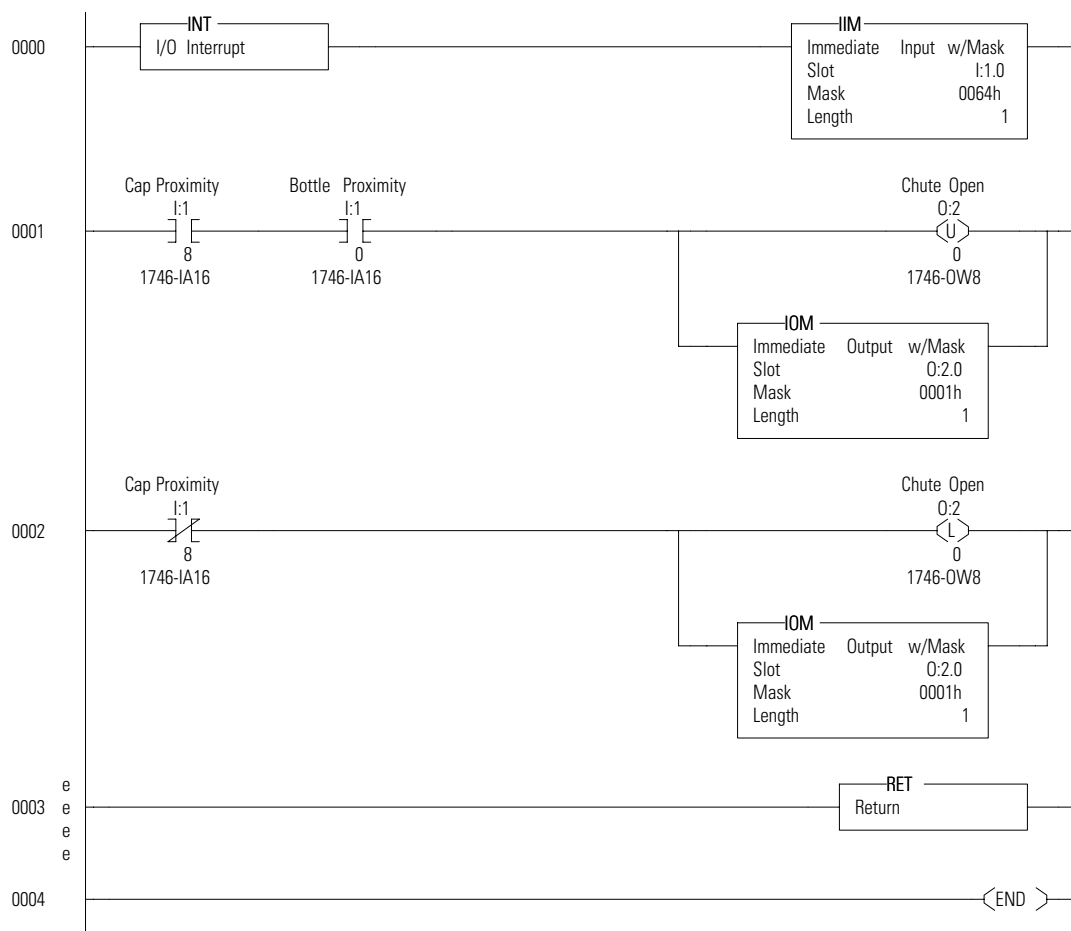 INT
0000 I/O Interrupt
IIM
Immediate Input w/Mask
Slot I:1.0
Mask 0064h
Length 1
Cap Proximity Bottle Proximity Chute Open
I:1 I:1 O:2
0001 U
8 0 0
1746-IA16 1746-IA16 1746-OW8
IOM
Immediate Output w/Mask
Slot O:2.0
Mask 0001h
Length 1
Cap Proximity Chute Open
I:1 O:2
0002 L
8 0
1746-IA16 1746-OW8
IOM
Immediate Output w/Mask
Slot O:2.0
Mask 0001h
Length 1
e RET
0003 e Return
e
e
0004 END